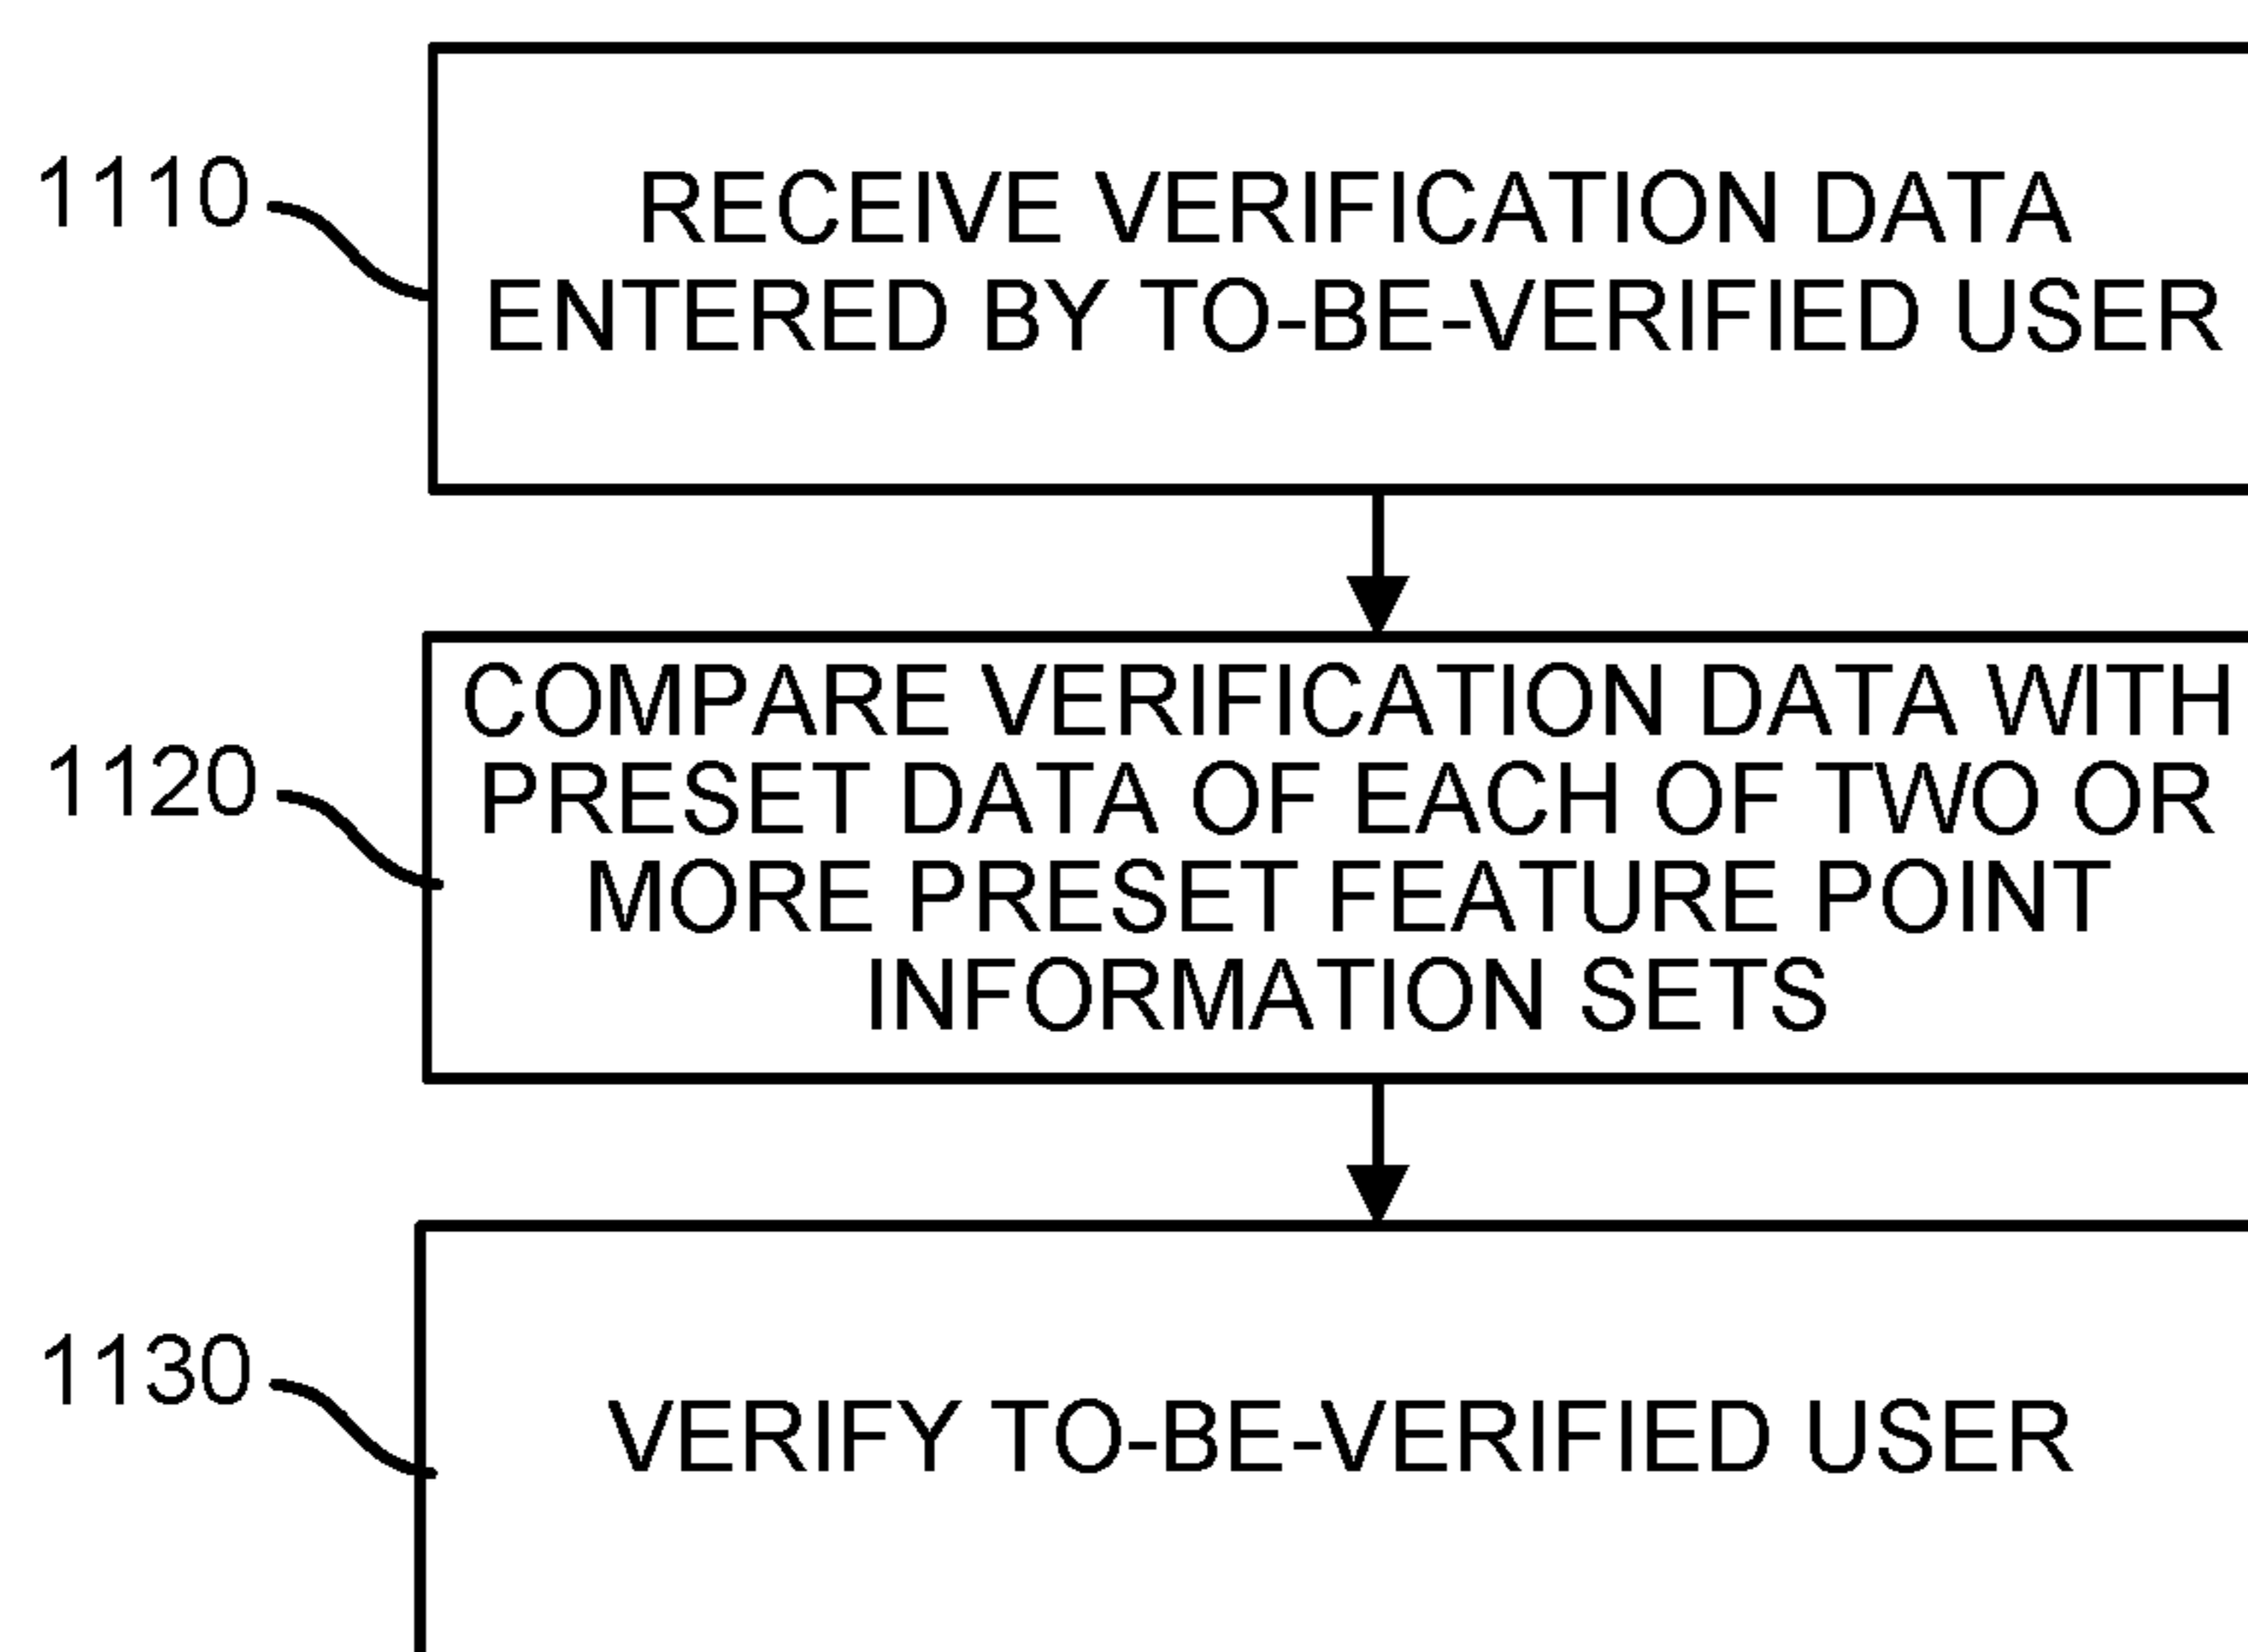 1110
RECEIVE VERIFICATION DATA
ENTERED BY TO-BE-VERIFIED USER
1120
COMPARE VERIFICATION DATA WITH
PRESET DATA OF EACH OF TWO OR
MORE PRESET FEATURE POINT
INFORMATION SETS
1130
VERIFY TO-BE-VERIFIED USER